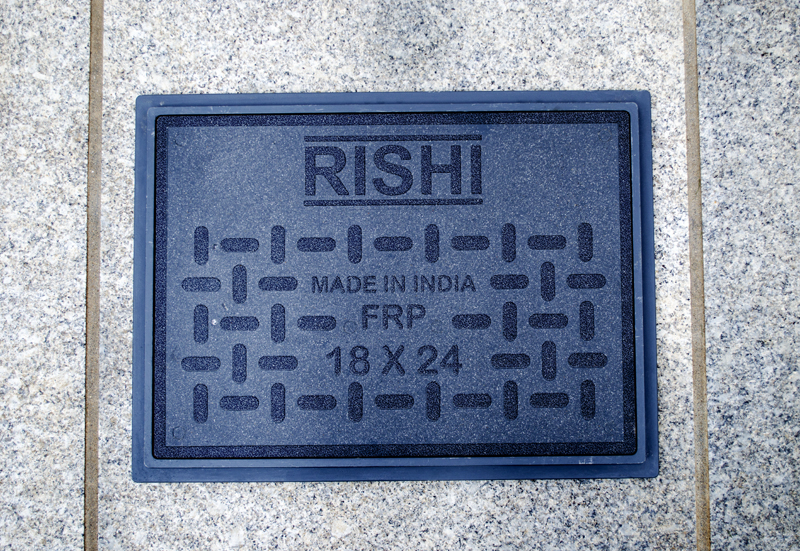 RISHI
MADE IN INDIA
FRP
18 X 24